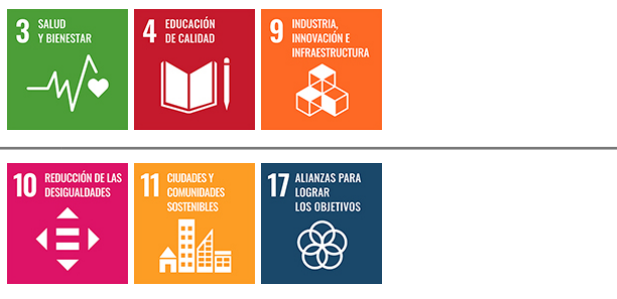 3 SALUD
Y BIENESTAR
4 EDUCACIÓN
DE CALIDAD
9 INDUSTRIA,
INNOVACIÓN E
INFRAESTRUCTURA
10 REDUCCIÓN DE LAS
DESIGUALDADES
11 CIUDADES Y
COMUNIDADES
SOSTENIBLES
17 ALIANZAS PARA
LOGRAR
LOS OBJETIVOS